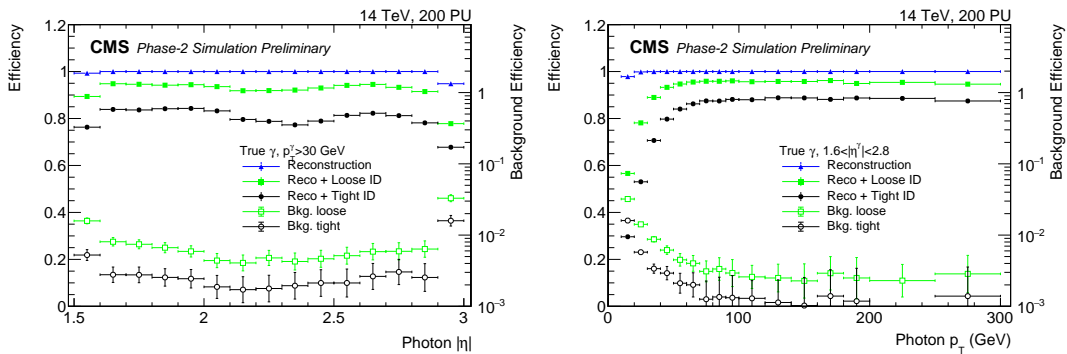 14 TeV, 200 PU
CMS Phase-2 Simulation Preliminary
Efficiency
Background Efficiency
1.2
1
0.8
0.6
0.4
0.2
0
1
10⁻¹
10⁻²
10⁻³
True γ, p_T^γ>30 GeV
Reconstruction
Reco + Loose ID
Reco + Tight ID
Bkg. loose
Bkg. tight
1.5 2 2.5 3
Photon |η|
14 TeV, 200 PU
CMS Phase-2 Simulation Preliminary
Efficiency
Background Efficiency
1.2
1
0.8
0.6
0.4
0.2
0
1
10⁻¹
10⁻²
10⁻³
True γ, 1.6<|η^γ|<2.8
Reconstruction
Reco + Loose ID
Reco + Tight ID
Bkg. loose
Bkg. tight
0 100 200 300
Photon p_T (GeV)